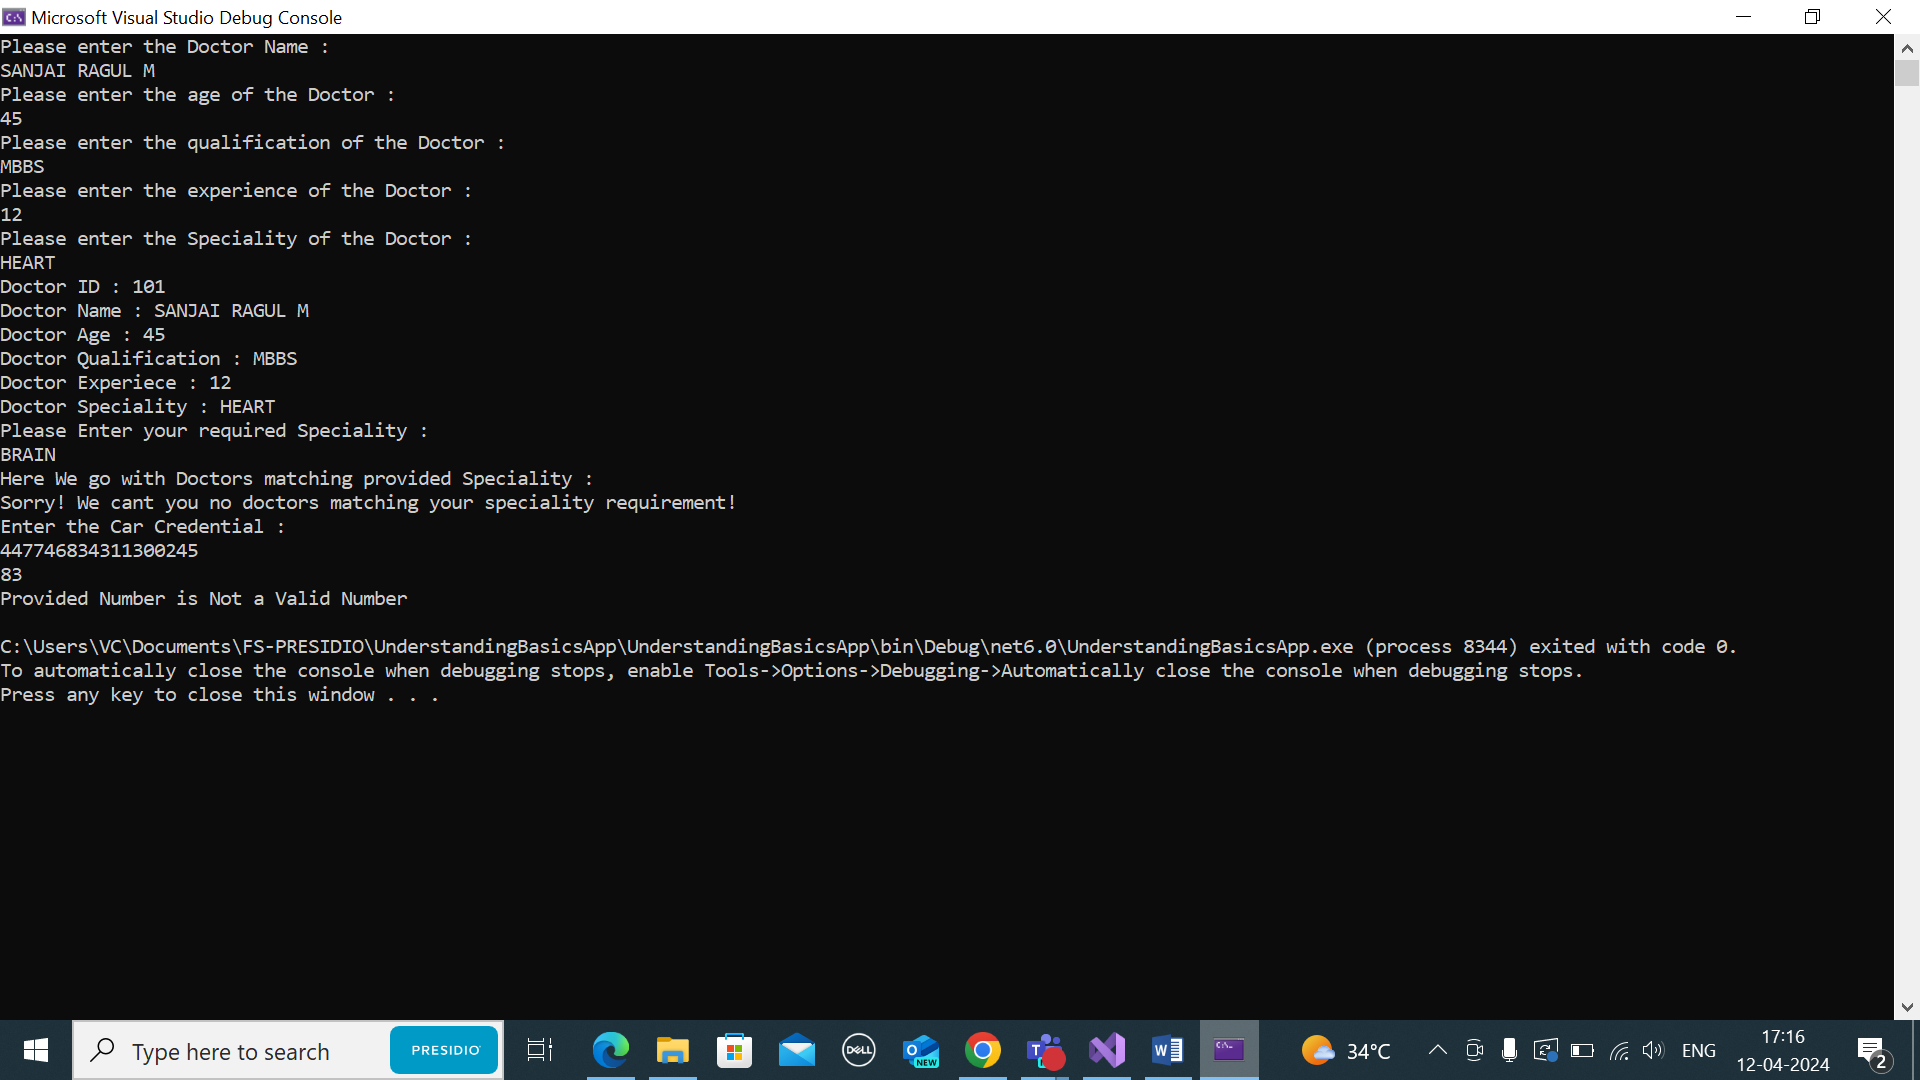 Microsoft Visual Studio Debug Console
Please enter the Doctor Name :
SANJAI RAGUL M
Please enter the age of the Doctor :
45
Please enter the qualification of the Doctor :
MBBS
Please enter the experience of the Doctor :
12
Please enter the Speciality of the Doctor :
HEART
Doctor ID : 101
Doctor Name : SANJAI RAGUL M
Doctor Age : 45
Doctor Qualification : MBBS
Doctor Experiece : 12
Doctor Speciality : HEART
Please Enter your required Speciality :
BRAIN
Here We go with Doctors matching provided Speciality :
Sorry! We cant you no doctors matching your speciality requirement!
Enter the Car Credential :
447746834311300245
83
Provided Number is Not a Valid Number
C:\Users\VC\Documents\FS-PRESIDIO\UnderstandingBasicsApp\UnderstandingBasicsApp\bin\Debug\net6.0\UnderstandingBasicsApp.exe (process 8344) exited with code 0.
To automatically close the console when debugging stops, enable Tools->Options->Debugging->Automatically close the console when debugging stops.
Press any key to close this window . . .
Type here to search
PRESIDIO
DELL
NEW
34°C
ENG
17:16
12-04-2024
2